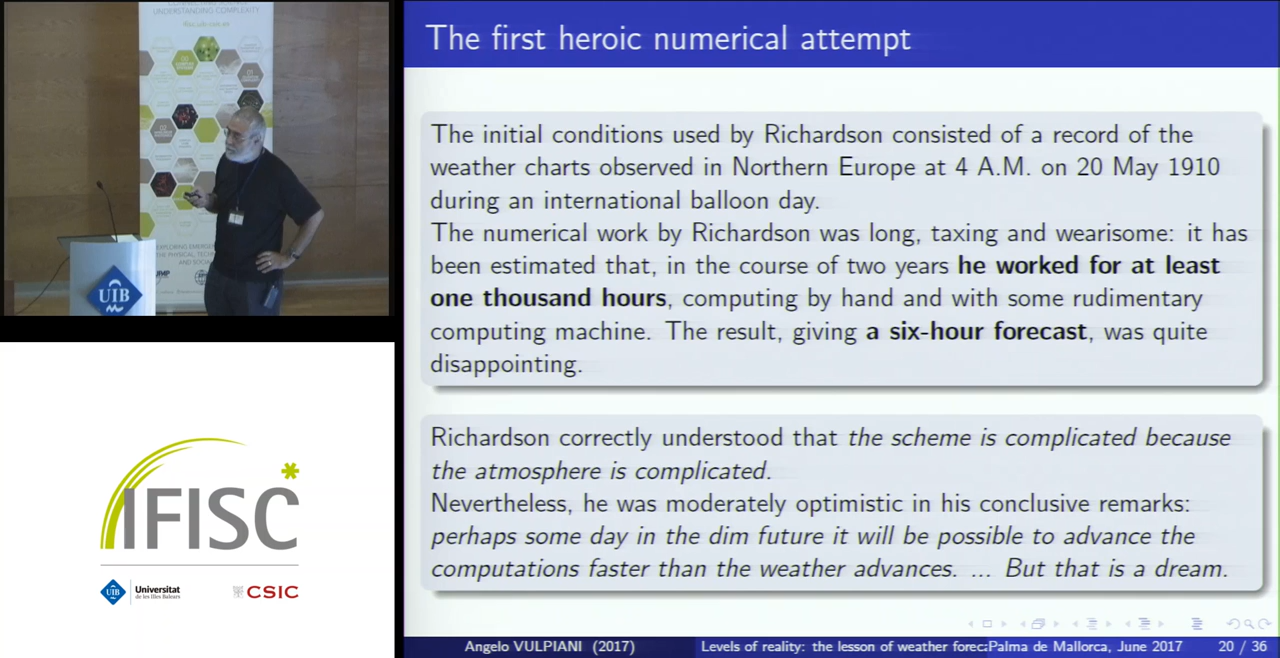 UNDERSTANDING COMPLEXITY
UIB
The first heroic numerical attempt
The initial conditions used by Richardson consisted of a record of the
weather charts observed in Northern Europe at 4 A.M. on 20 May 1910
during an international balloon day.
The numerical work by Richardson was long, taxing and wearisome: it has
been estimated that, in the course of two years he worked for at least
one thousand hours, computing by hand and with some rudimentary
computing machine. The result, giving a six-hour forecast, was quite
disappointing.
Richardson correctly understood that the scheme is complicated because
the atmosphere is complicated.
Nevertheless, he was moderately optimistic in his conclusive remarks:
perhaps some day in the dim future it will be possible to advance the
computations faster than the weather advances. ... But that is a dream.
Angelo VULPIANI (2017)
Levels of reality: the lesson of weather forec
Palma de Mallorca, June 2017
20 / 36
IFISC*
UIB
Universitat
de les Illes Balears
CSIC